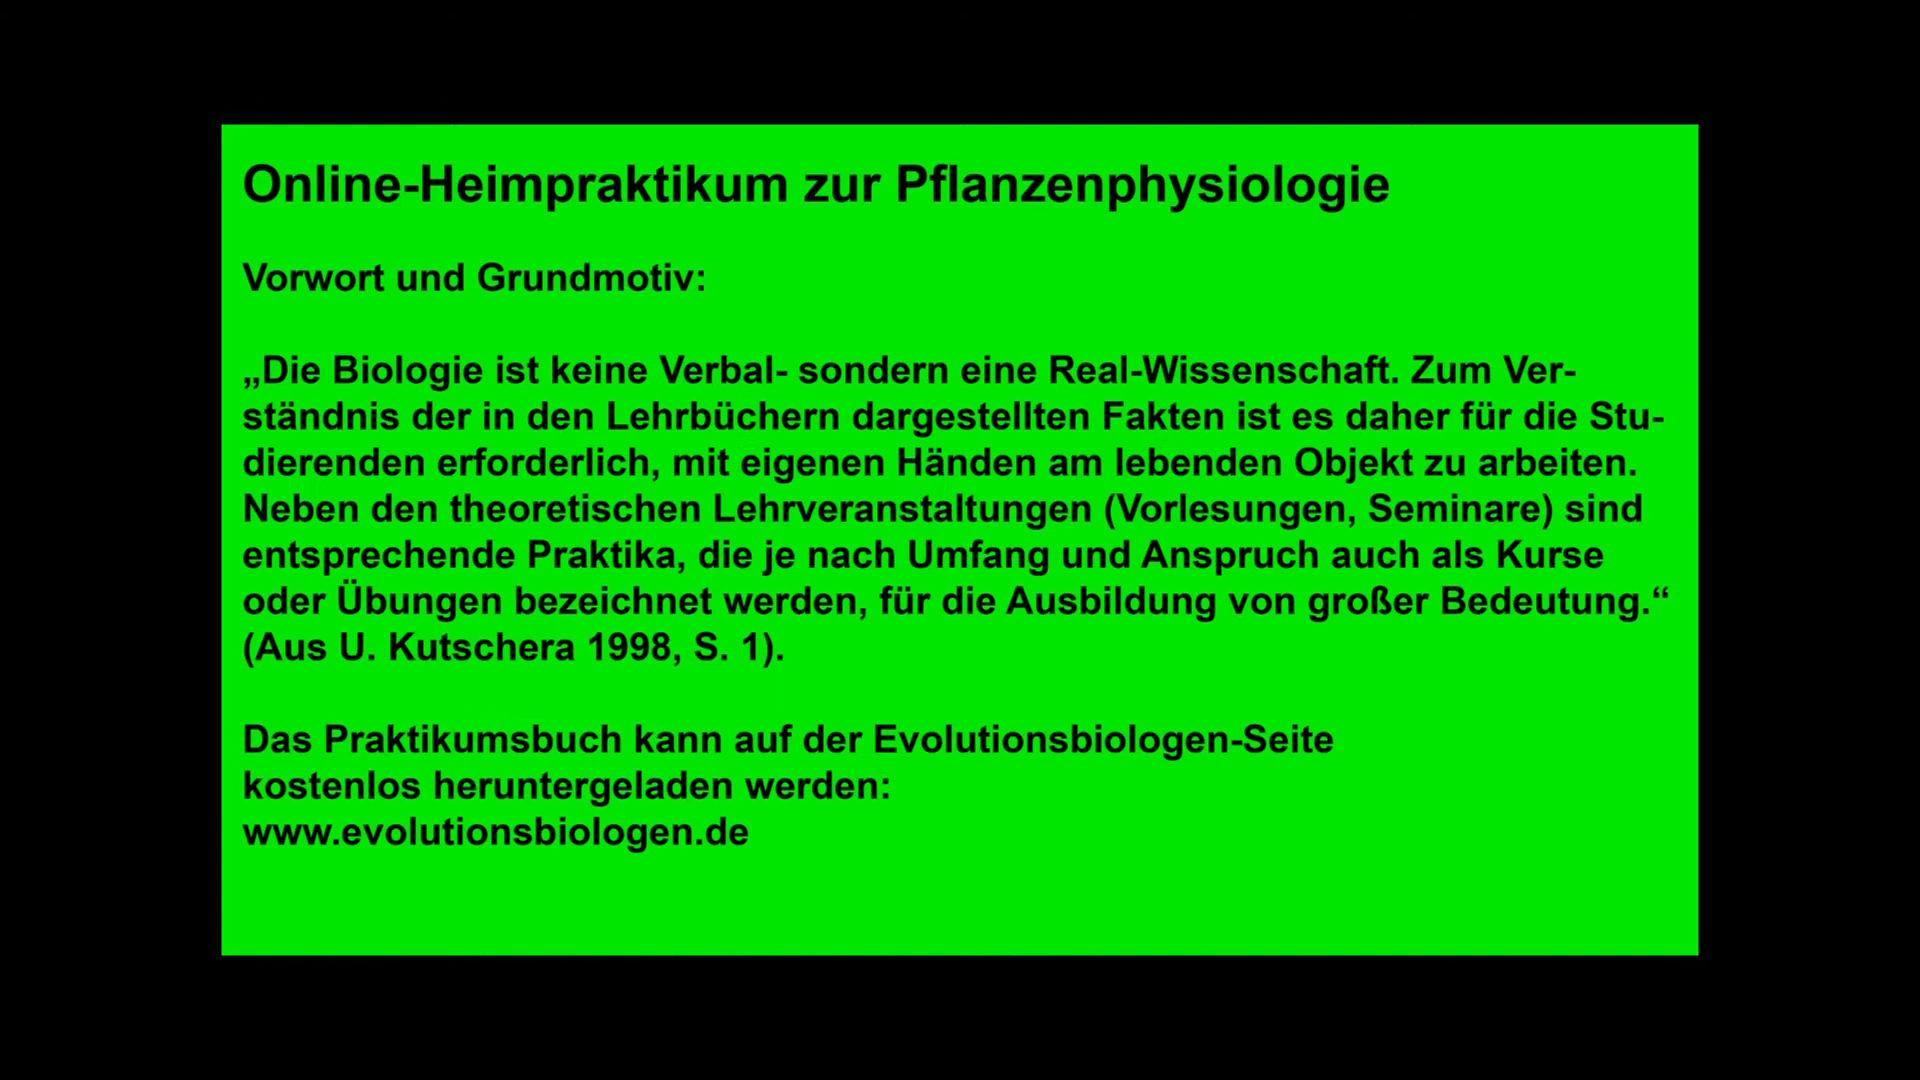 Online-Heimpraktikum zur Pflanzenphysiologie
Vorwort und Grundmotiv:
„Die Biologie ist keine Verbal- sondern eine Real-Wissenschaft. Zum Ver-
ständnis der in den Lehrbüchern dargestellten Fakten ist es daher für die Stu-
dierenden erforderlich, mit eigenen Händen am lebenden Objekt zu arbeiten.
Neben den theoretischen Lehrveranstaltungen (Vorlesungen, Seminare) sind
entsprechende Praktika, die je nach Umfang und Anspruch auch als Kurse
oder Übungen bezeichnet werden, für die Ausbildung von großer Bedeutung.“
(Aus U. Kutschera 1998, S. 1).
Das Praktikumsbuch kann auf der Evolutionsbiologen-Seite
kostenlos heruntergeladen werden:
www.evolutionsbiologen.de